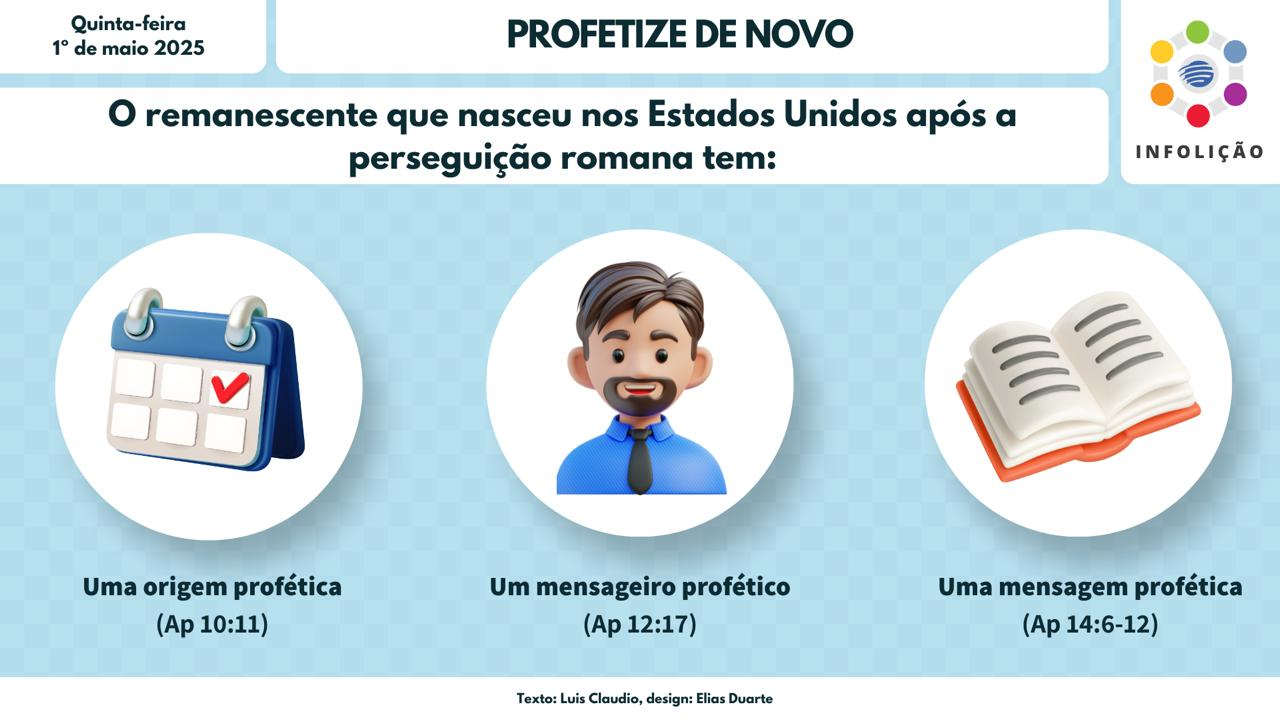 Quinta-feira
1º de maio 2025
PROFETIZE DE NOVO
O remanescente que nasceu nos Estados Unidos após a
perseguição romana tem:
INFOLIÇÃO
Uma origem profética
(Ap 10:11)
Um mensageiro profético
(Ap 12:17)
Uma mensagem profética
(Ap 14:6-12)
Texto: Luis Claudio, design: Elias Duarte